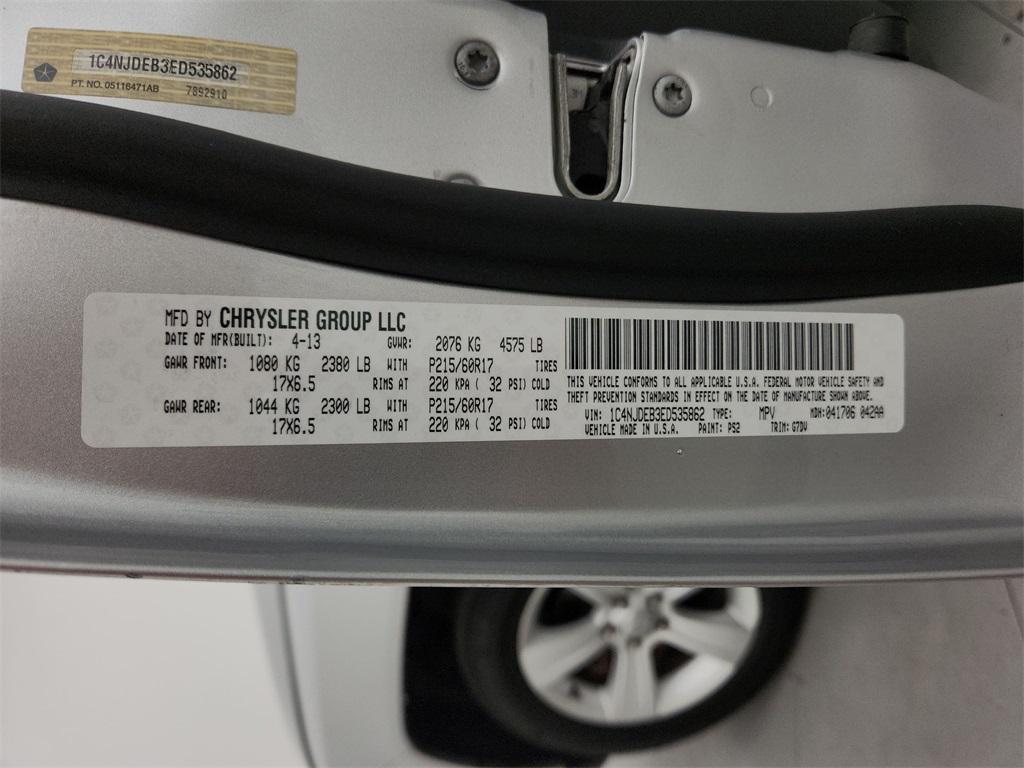 1C4NJDEB3ED535862
PT. NO. 05116471AB 7892910
MFD BY CHRYSLER GROUP LLC
DATE OF MFR(BUILT): 4-13 GVWR: 2076 KG 4575 LB
GAWR FRONT: 1080 KG 2380 LB WITH P215/60R17 TIRES
17X6.5 RIMS AT 220 KPA ( 32 PSI) COLD
GAWR REAR: 1044 KG 2300 LB WITH P215/60R17 TIRES
17X6.5 RIMS AT 220 KPA ( 32 PSI) COLD
THIS VEHICLE CONFORMS TO ALL APPLICABLE U.S.A. FEDERAL MOTOR VEHICLE SAFETY AND
THEFT PREVENTION STANDARDS IN EFFECT ON THE DATE OF MANUFACTURE SHOWN ABOVE.
VIN: 1C4NJDEB3ED535862 TYPE: MPV MDH: 041706 042AA
VEHICLE MADE IN U.S.A. PAINT: PS2 TRIM: G7DV